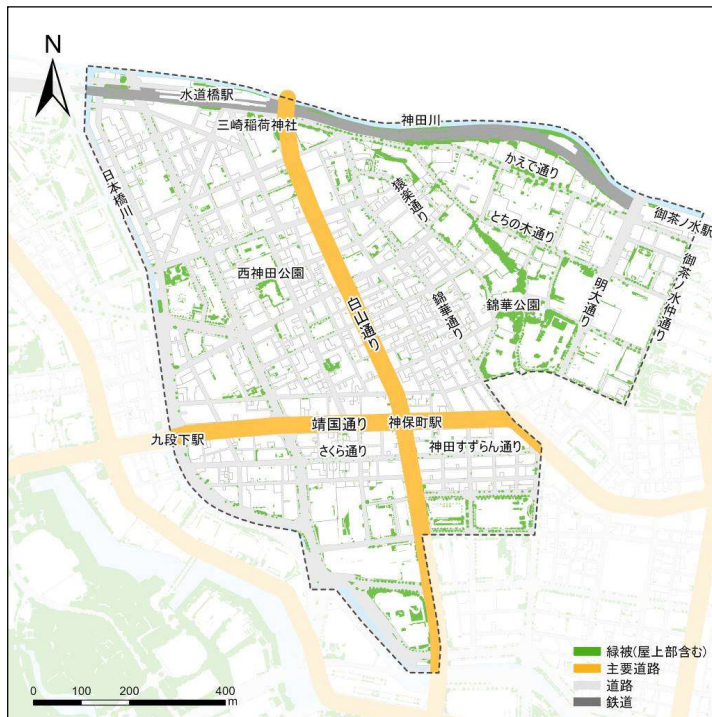 N
水道橋駅
神田川
三崎稲荷神社
かえで通り
日本橋川
猿楽通り
とちの木通り
御茶ノ水駅
御茶ノ水仲通り
西神田公園
明大通り
錦華公園
錦華通り
白山通り
靖国通り
神保町駅
九段下駅
さくら通り
神田すずらん通り
緑被(屋上部含む)
主要道路
道路
鉄道
0 100 200 400
m